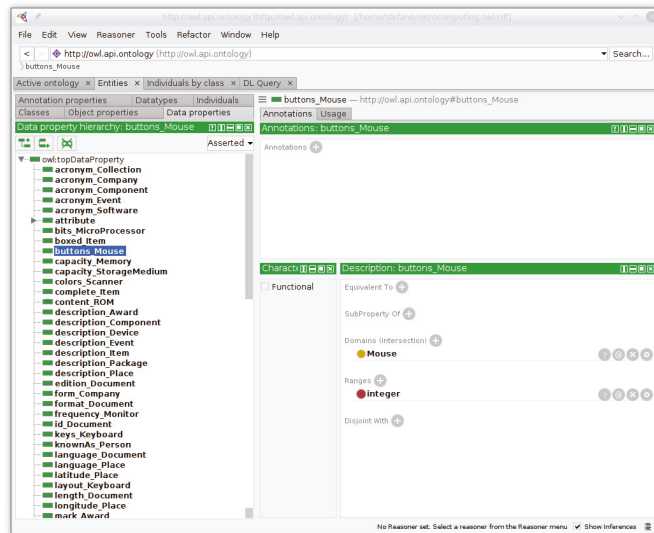 http://owl.api.ontology (http://owl.api.ontology) : [/home/stefano/retrocomputing.owl.rdf]
File Edit View Reasoner Tools Refactor Window Help
< > http://owl.api.ontology (http://owl.api.ontology) Search...
buttons_Mouse
Active ontology × Entities × Individuals by class × DL Query ×
Annotation properties Datatypes Individuals
Classes Object properties Data properties
Data property hierarchy: buttons_Mouse
Asserted
owl:topDataProperty
acronym_Collection
acronym_Company
acronym_Component
acronym_Event
acronym_Software
attribute
bits_MicroProcessor
boxed_Item
buttons_Mouse
capacity_Memory
capacity_StorageMedium
colors_Scanner
complete_Item
content_ROM
description_Award
description_Component
description_Device
description_Event
description_Item
description_Package
description_Place
edition_Document
form_Company
format_Document
frequency_Monitor
id_Document
keys_Keyboard
knownAs_Person
language_Document
language_Place
latitude_Place
layout_Keyboard
length_Document
longitude_Place
mark_Award
buttons_Mouse — http://owl.api.ontology#buttons_Mouse
Annotations Usage
Annotations: buttons_Mouse
Annotations
Characte
Functional
Description: buttons_Mouse
Equivalent To
SubProperty Of
Domains (intersection)
Mouse
Ranges
integer
Disjoint With
No Reasoner set. Select a reasoner from the Reasoner menu Show Inferences